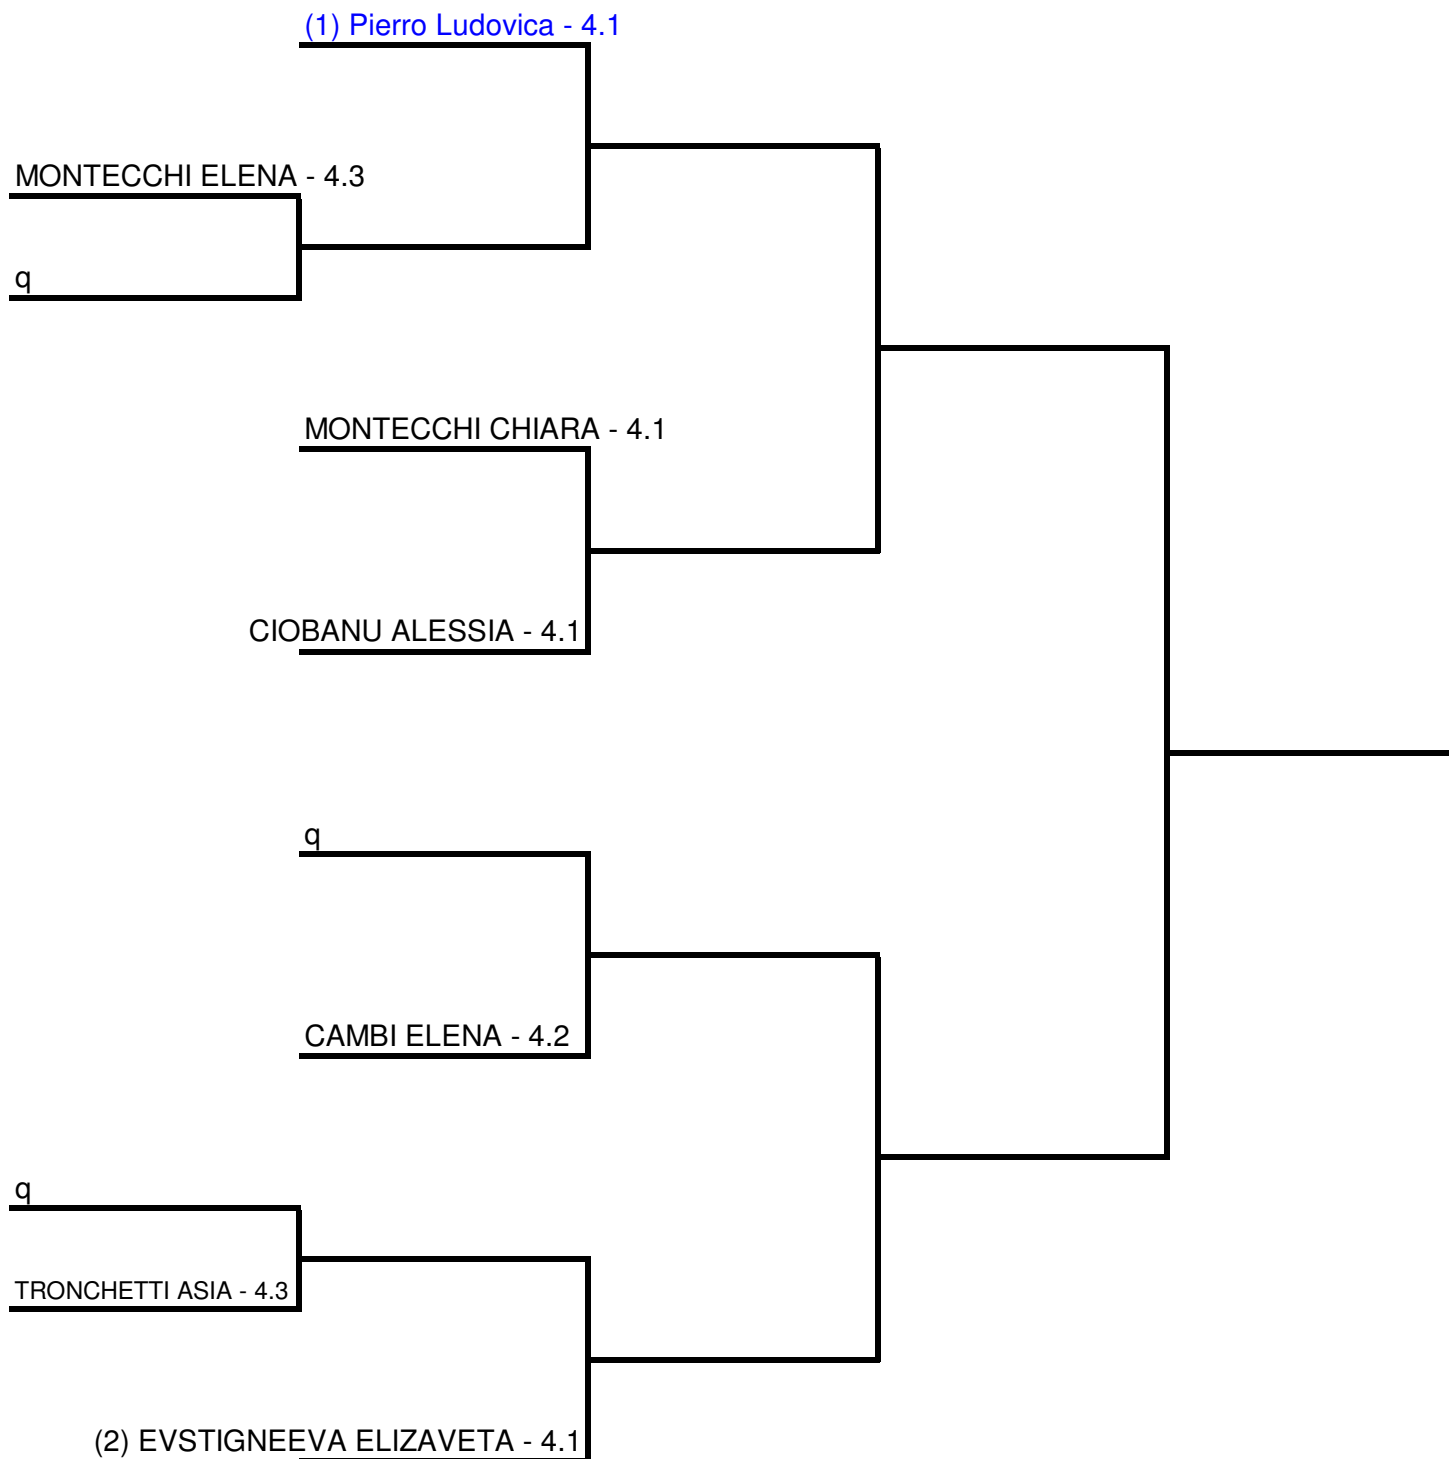 (1) Pierro Ludovica - 4.1
MONTECCHI ELENA - 4.3
q
MONTECCHI CHIARA - 4.1
CIOBANU ALESSIA - 4.1
q
CAMBI ELENA - 4.2
q
TRONCHETTI ASIA - 4.3
(2) EVSTIGNEEVA ELIZAVETA - 4.1